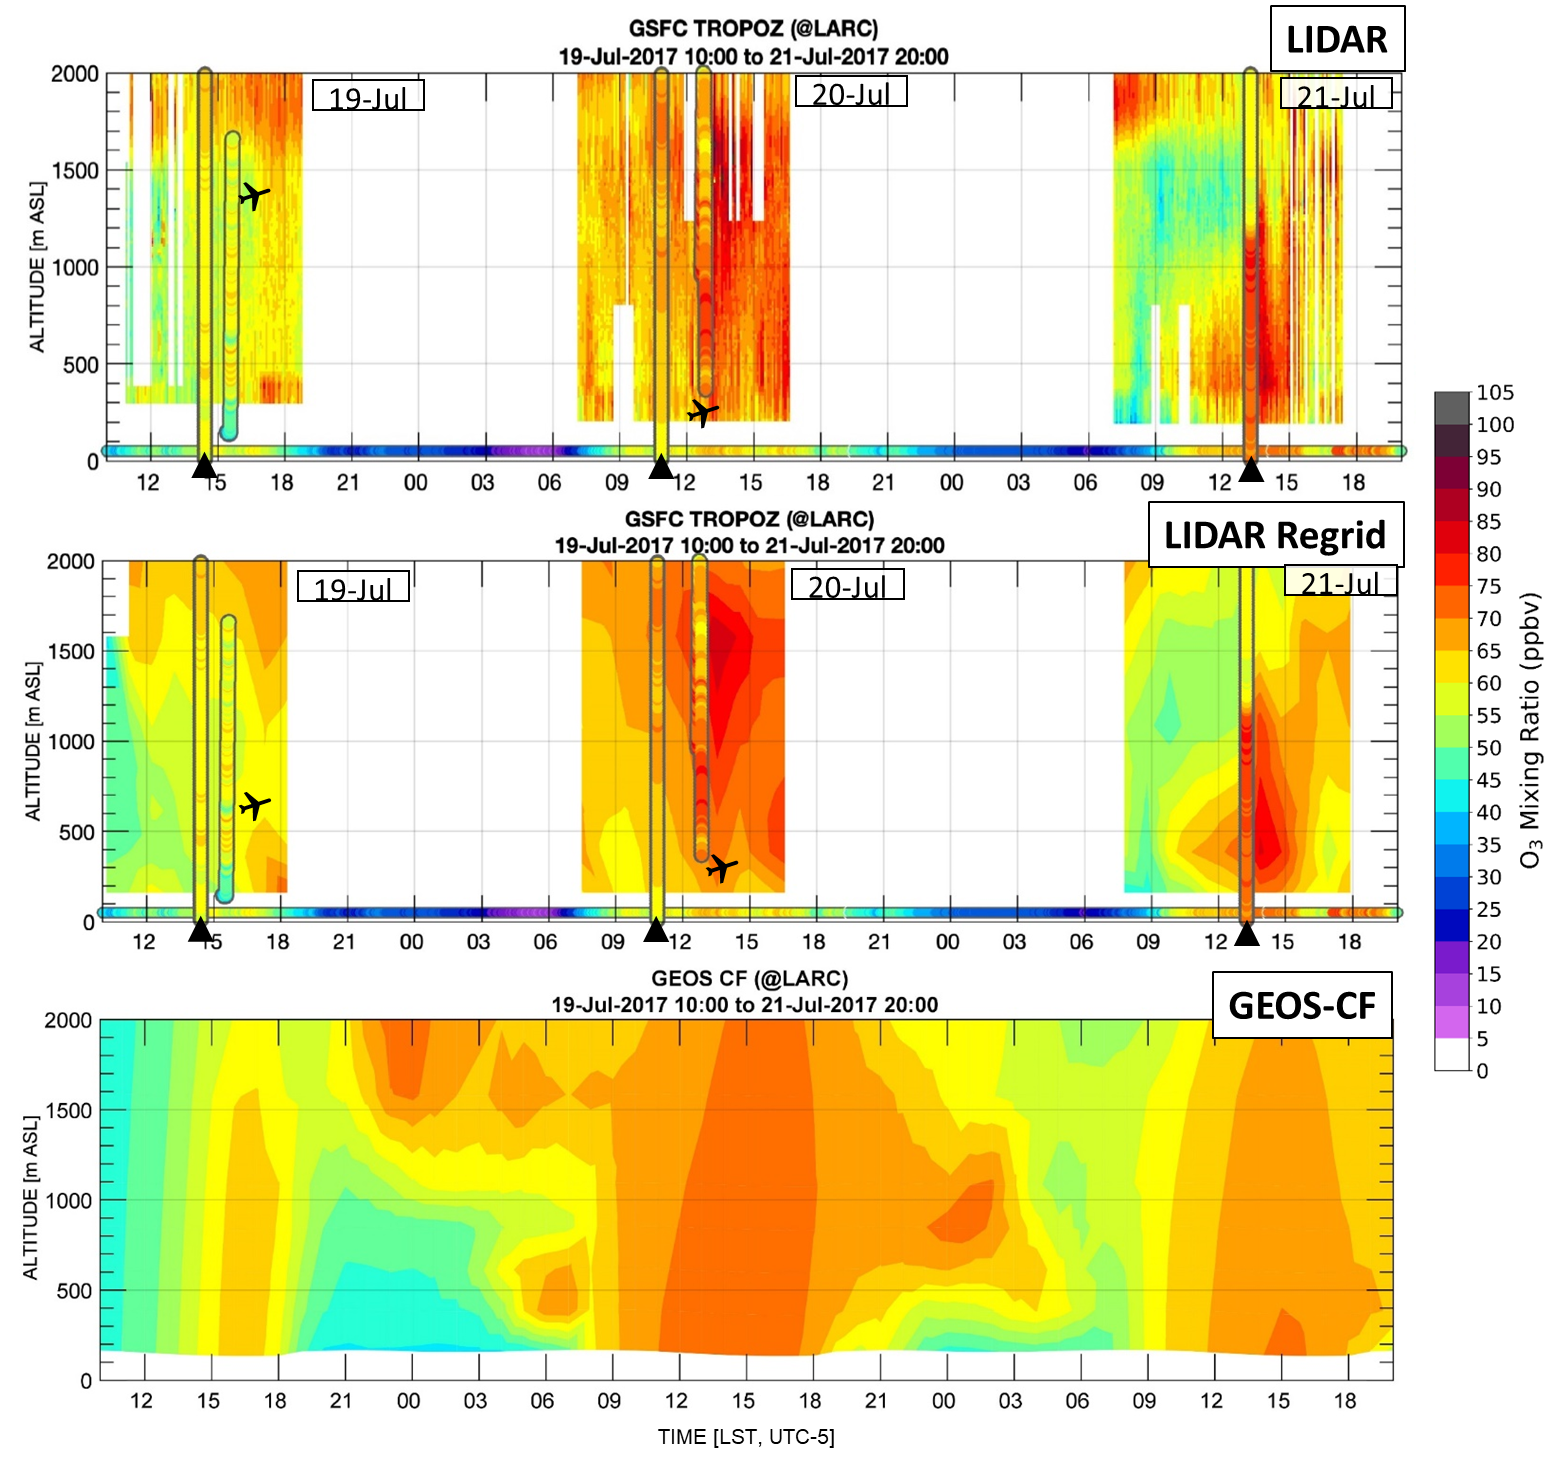 GSFC TROPOZ (@LARC)
19-Jul-2017 10:00 to 21-Jul-2017 20:00
LIDAR
19-Jul
20-Jul
21-Jul
ALTITUDE [m ASL]
2000
1500
1000
500
0
12 15 18 21 00 03 06 09 12 15 18 21 00 03 06 09 12 15 18
GSFC TROPOZ (@LARC)
19-Jul-2017 10:00 to 21-Jul-2017 20:00
LIDAR Regrid
19-Jul
20-Jul
21-Jul
ALTITUDE [m ASL]
2000
1500
1000
500
0
12 15 18 21 00 03 06 09 12 15 18 21 00 03 06 09 12 15 18
GEOS CF (@LARC)
19-Jul-2017 10:00 to 21-Jul-2017 20:00
GEOS-CF
ALTITUDE [m ASL]
2000
1500
1000
500
0
12 15 18 21 00 03 06 09 12 15 18 21 00 03 06 09 12 15 18
TIME [LST, UTC-5]
105
100
95
90
85
80
75
70
65
60
55
50
45
40
35
30
25
20
15
10
5
0
O₃ Mixing Ratio (ppbv)